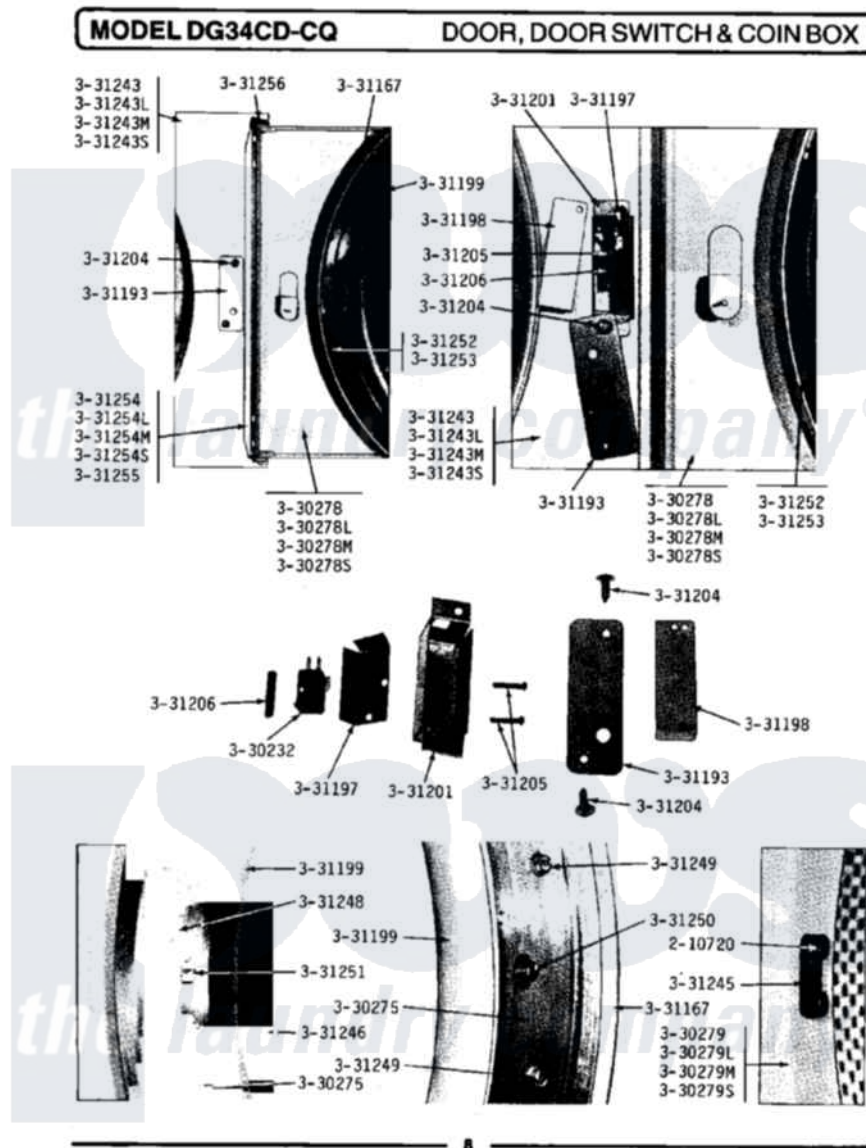 MODEL DG34CD-CQ DOOR, DOOR SWITCH & COIN BOX
3-31243
3-31243L
3-31243M
3-31243S
3-31256
3-31167
3-31199
3-31204
3-31193
3-31252
3-31253
3-31254
3-31254L
3-31254M
3-31254S
3-31255
3-30278
3-30278L
3-30278M
3-30278S
3-31201
3-31197
3-31198
3-31205
3-31206
3-31204
3-31243
3-31243L
3-31243M
3-31243S
3-31193
3-30278
3-30278L
3-30278M
3-30278S
3-31252
3-31253
the laundry company
3-31204
3-31206
3-30232
3-31197
3-31201
3-31205
3-31198
3-31193
3-31204
3-31199
3-31248
3-31251
3-31246
3-30275
3-31199
3-30275
3-31249
3-31249
3-31250
3-31167
2-10720
3-31245
3-30279
3-30279L
3-30279M
3-30279S
the laundry company
8